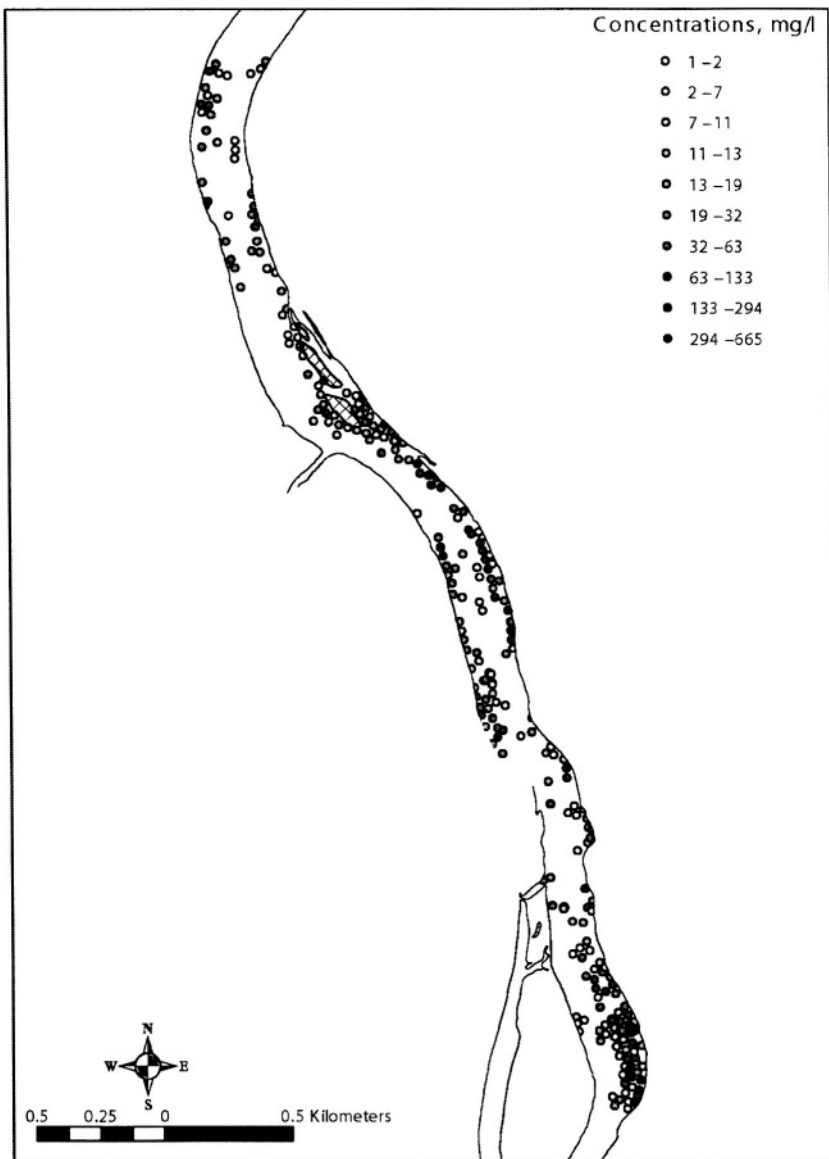 Concentrations, mg/l
1 –2
2 –7
7 –11
11 –13
13 –19
19 –32
32 –63
63 –133
133 –294
294 –665
N
W E
S
0.5 0.25 0 0.5 Kilometers